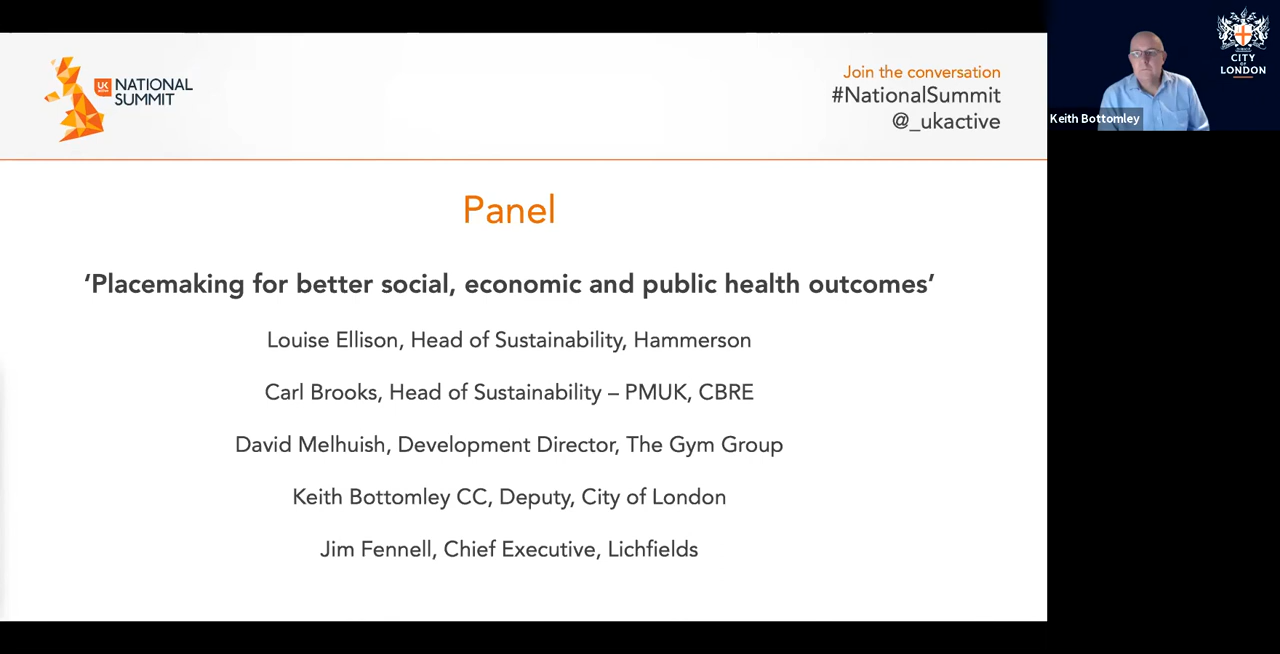 UK
NATIONAL
SUMMIT
Join the conversation
#NationalSummit
@_ukactive
Panel
‘Placemaking for better social, economic and public health outcomes’
Louise Ellison, Head of Sustainability, Hammerson
Carl Brooks, Head of Sustainability – PMUK, CBRE
David Melhuish, Development Director, The Gym Group
Keith Bottomley CC, Deputy, City of London
Jim Fennell, Chief Executive, Lichfields
CITY
OF
LONDON
Keith Bottomley